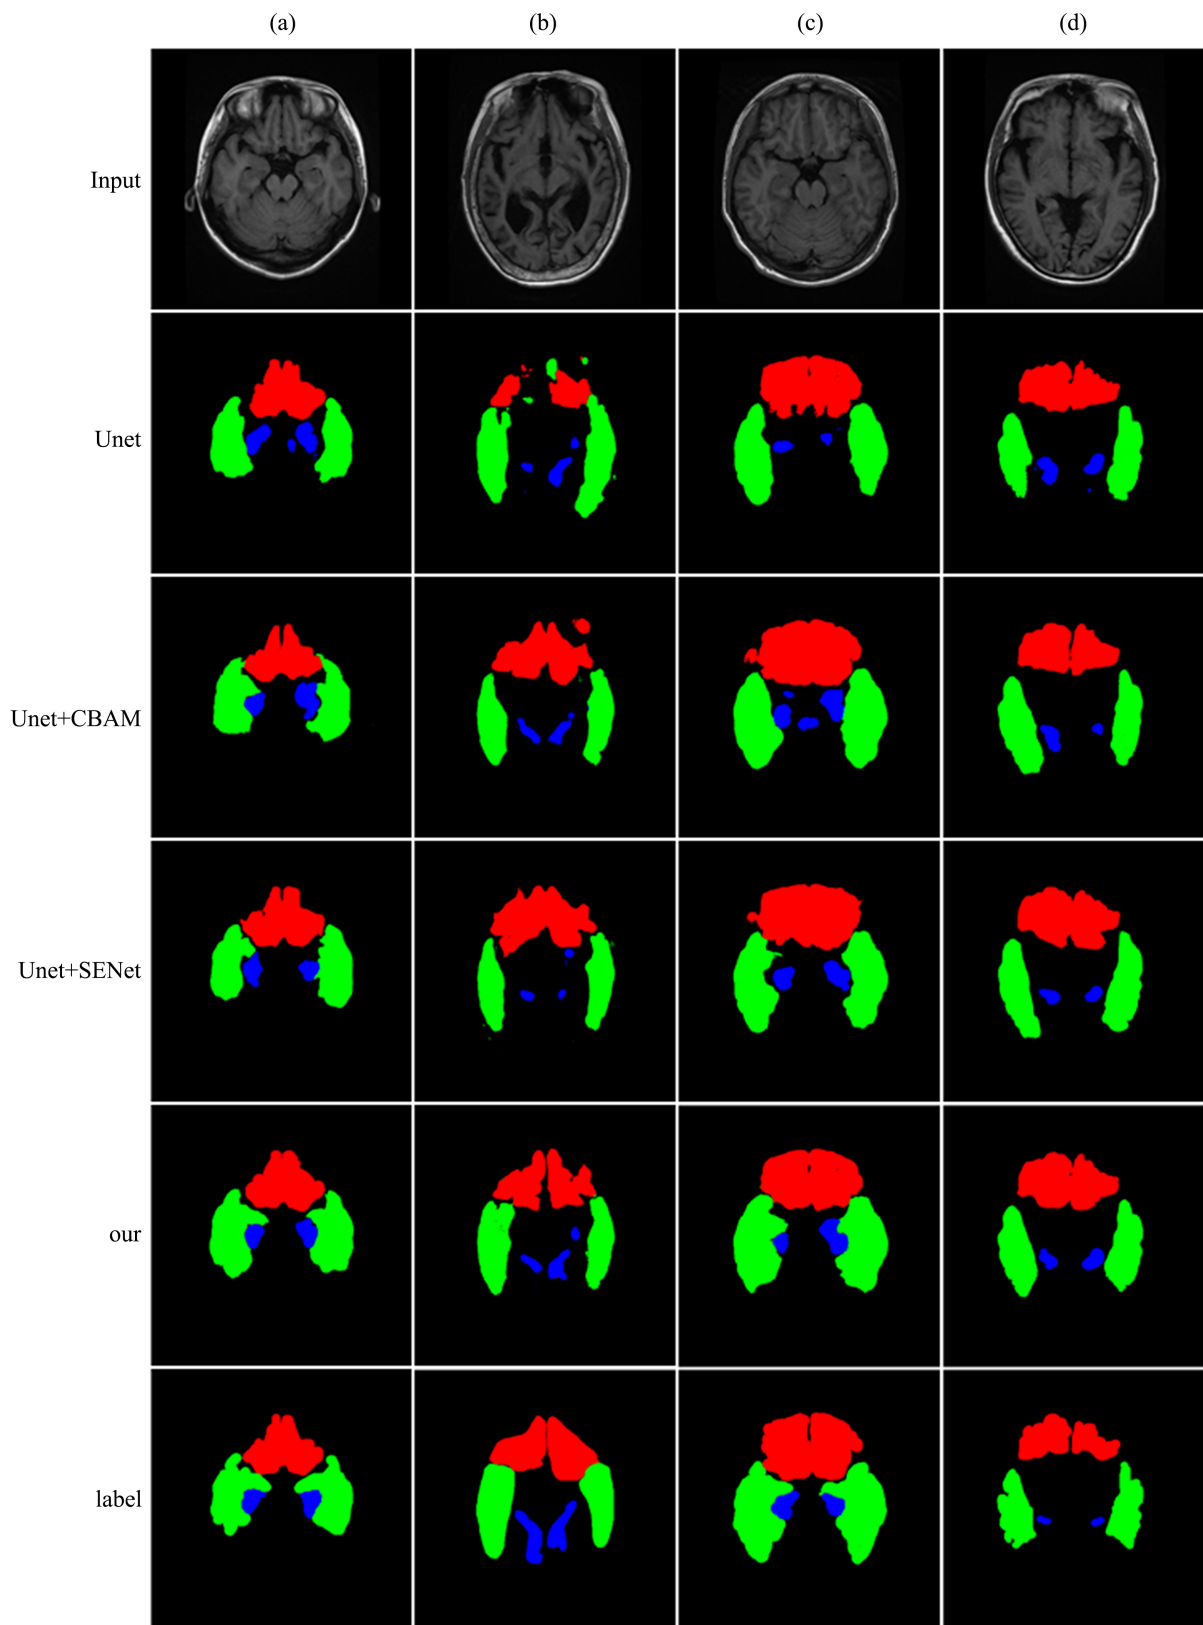 (a) (b) (c) (d)
Input
Unet
Unet+CBAM
Unet+SENet
our
label